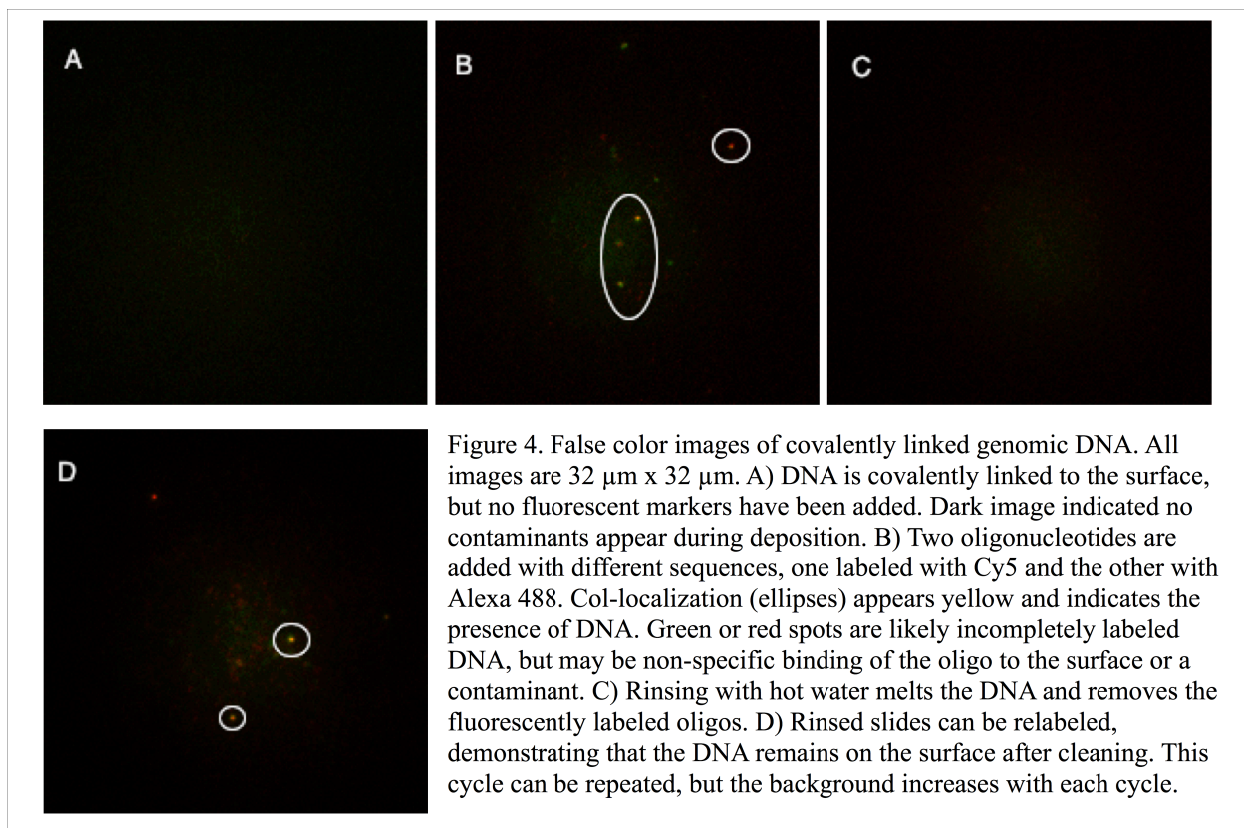 A
B
C
D
Figure 4. False color images of covalently linked genomic DNA. All
images are 32 µm x 32 µm. A) DNA is covalently linked to the surface,
but no fluorescent markers have been added. Dark image indicated no
contaminants appear during deposition. B) Two oligonucleotides are
added with different sequences, one labeled with Cy5 and the other with
Alexa 488. Col-localization (ellipses) appears yellow and indicates the
presence of DNA. Green or red spots are likely incompletely labeled
DNA, but may be non-specific binding of the oligo to the surface or a
contaminant. C) Rinsing with hot water melts the DNA and removes the
fluorescently labeled oligos. D) Rinsed slides can be relabeled,
demonstrating that the DNA remains on the surface after cleaning. This
cycle can be repeated, but the background increases with each cycle.